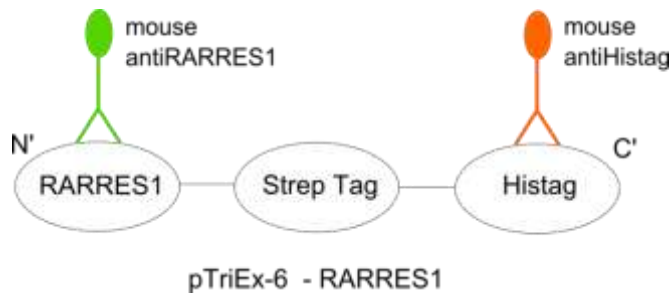 mouse
antiRARRES1
mouse
antiHistag
N'
C'
RARRES1
Strep Tag
Histag
pTriEx-6 - RARRES1